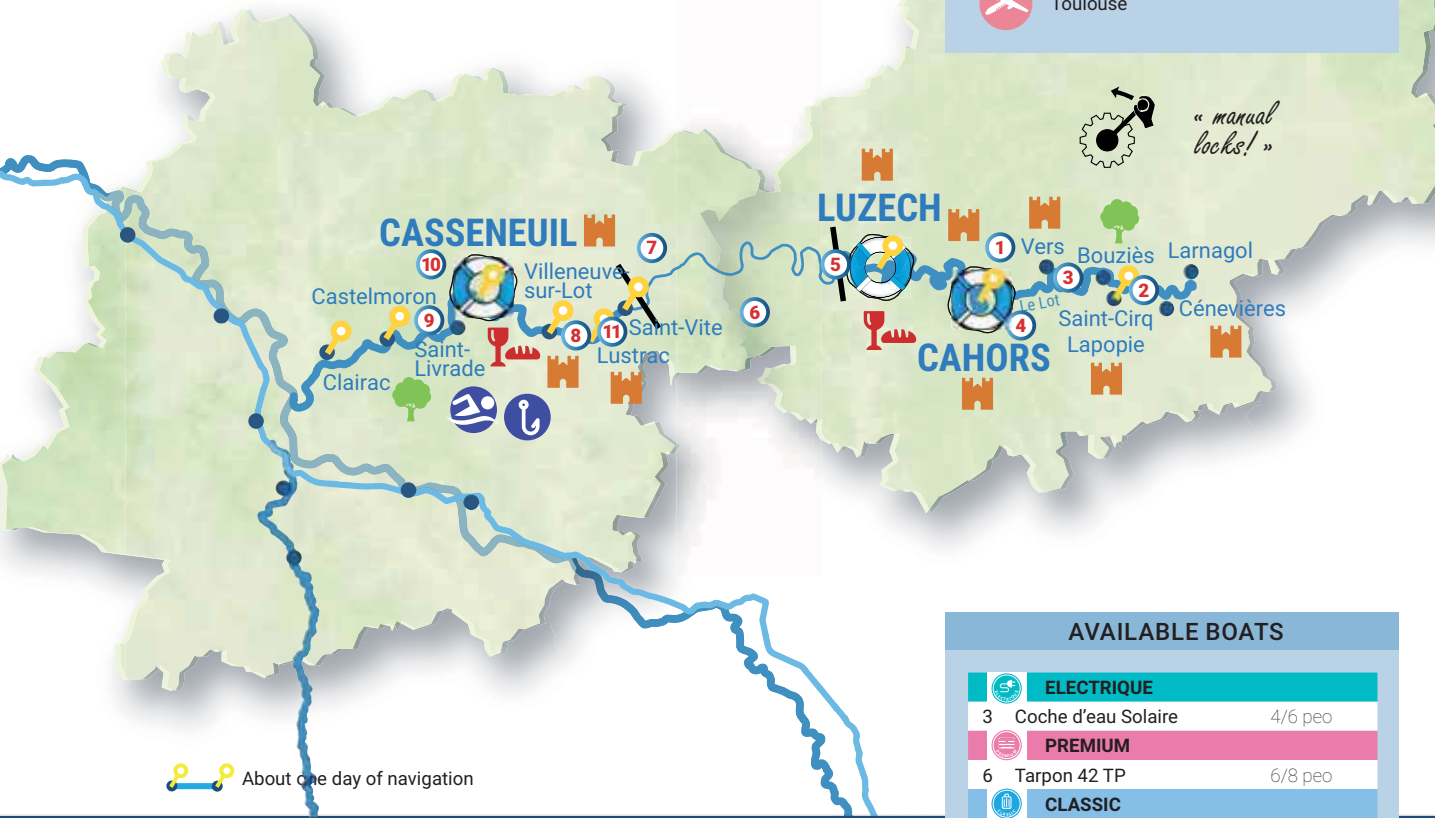 Toulouse
« manual
locks! »
LUZECH
CASSENEUIL
7
1
Vers
Bouziès
Larnagol
10
5
Villeneuve-
sur-Lot
3
2
Castelmoron
Le Lot
Cénevières
6
9
8
11
Saint-Vite
4
Saint-Cirq
Lapopie
Saint-
Livrade
Lustrac
CAHORS
Clairac
AVAILABLE BOATS
ELECTRIQUE
3 Coche d’eau Solaire 4/6 peo
PREMIUM
6 Tarpon 42 TP 6/8 peo
CLASSIC
About one day of navigation